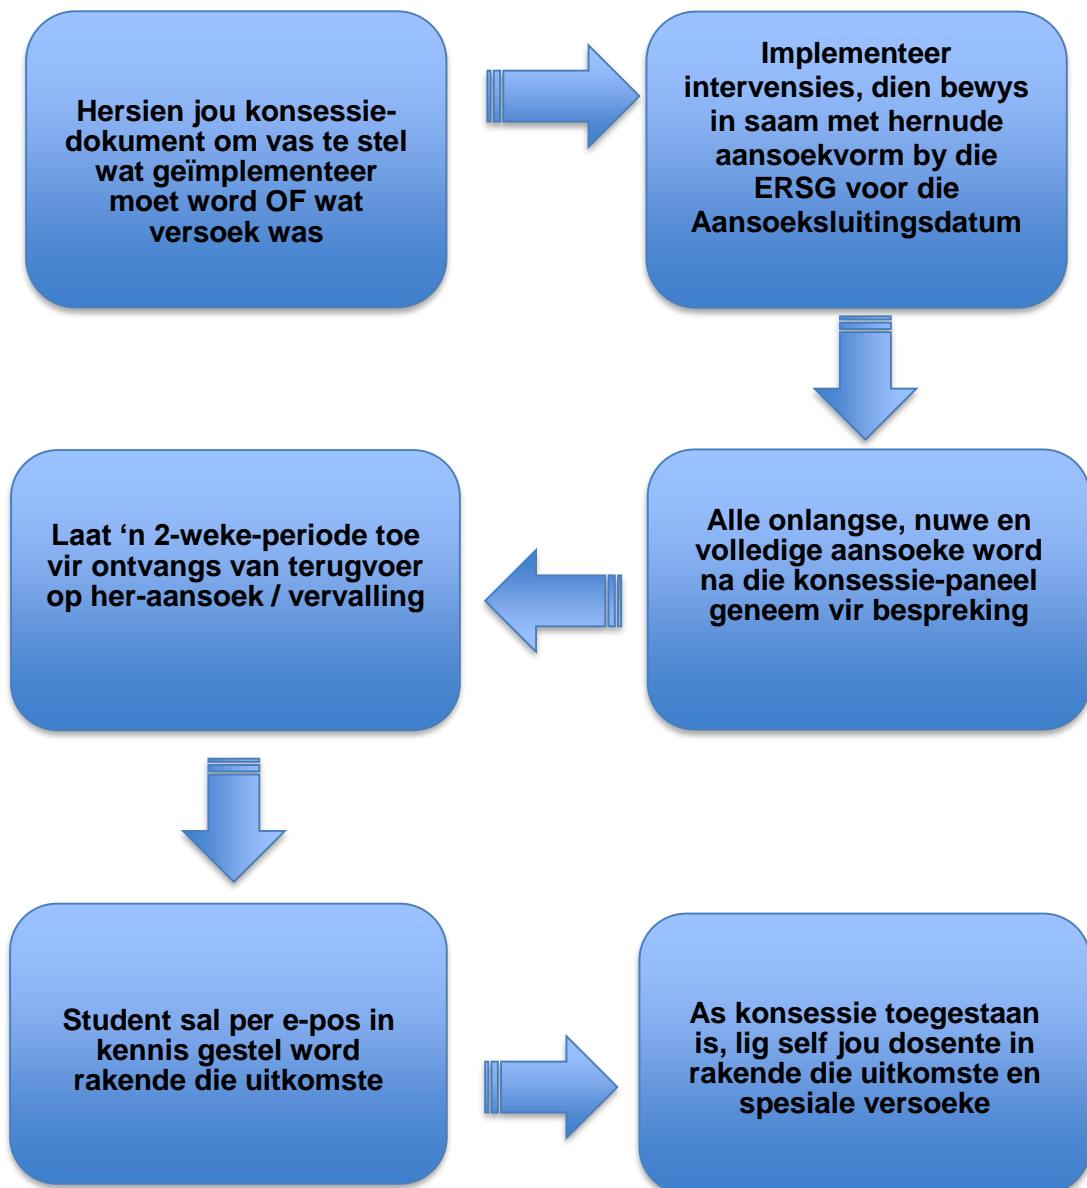 Hersien jou konsessie-
dokument om vas te stel
wat geïmplementeer
moet word OF wat
versoek was
Implementeer
intervensies, dien bewys
in saam met hernude
aansoekvorm by die
ERSG voor die
Aansoeksluitingsdatum
Alle onlangse, nuwe en
volledige aansoeke word
na die konsessie-paneel
geneem vir bespreking
Laat ‘n 2-weke-periode toe
vir ontvangs van terugvoer
op her-aansoek / vervalling
Student sal per e-pos in
kennis gestel word
rakende die uitkomste
As konsessie toegestaan
is, lig self jou dosente in
rakende die uitkomste en
spesiale versoeke